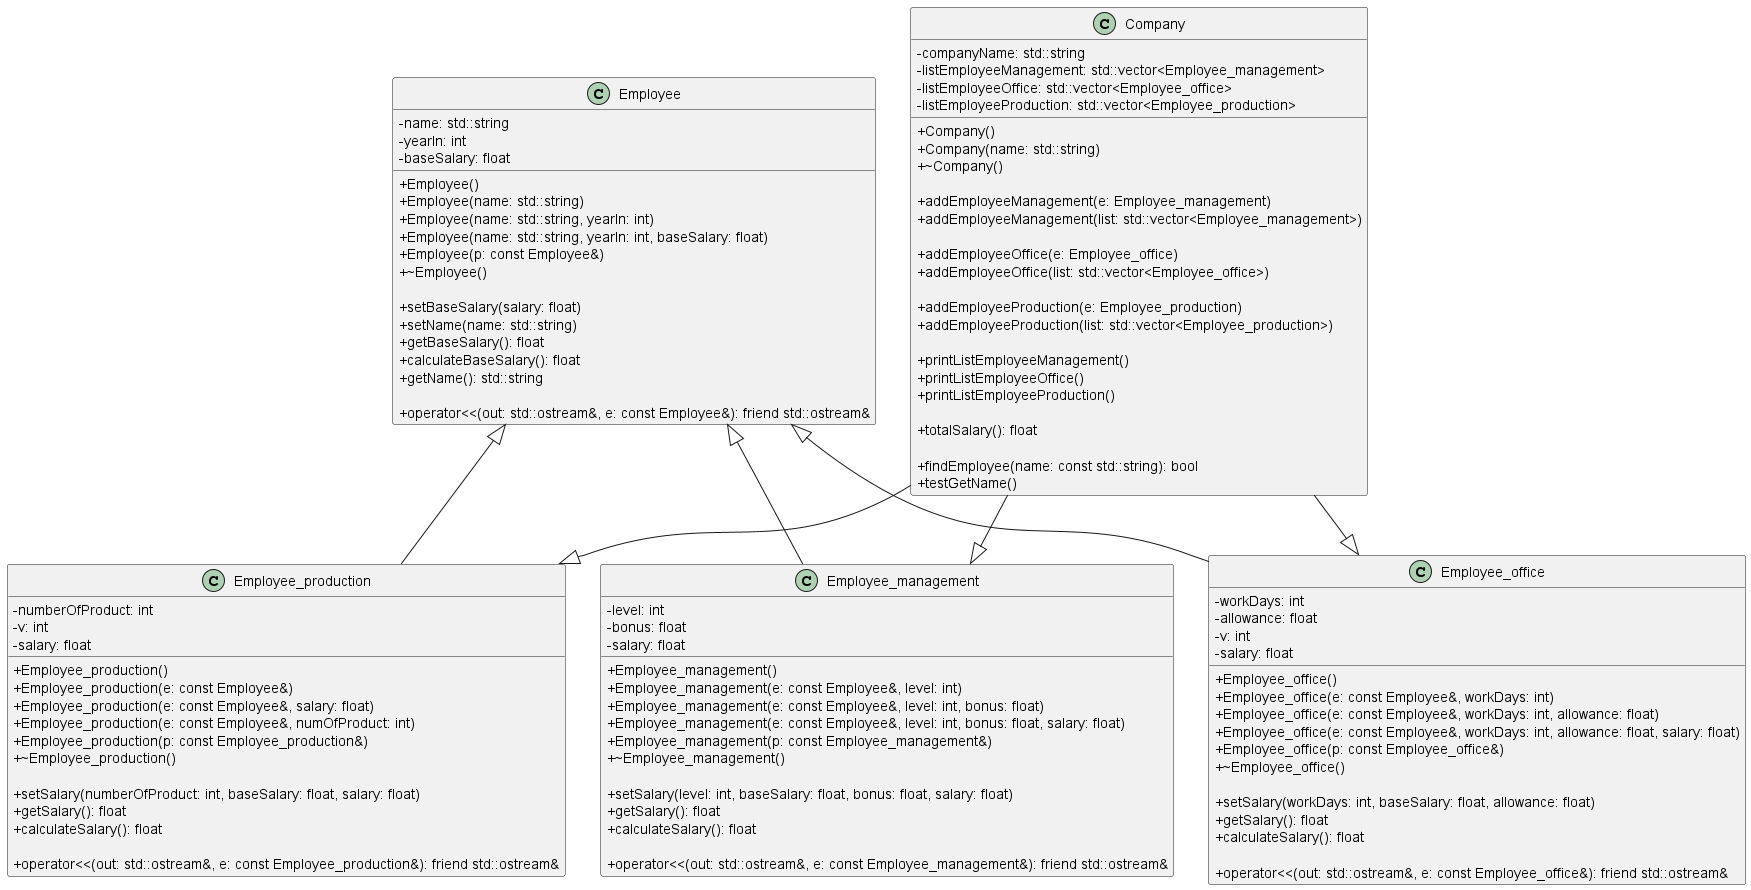 C Company
-companyName: std::string
-listEmployeeManagement: std::vector<Employee_management>
-listEmployeeOffice: std::vector<Employee_office>
-listEmployeeProduction: std::vector<Employee_production>
+Company()
+Company(name: std::string)
+~Company()
+addEmployeeManagement(e: Employee_management)
+addEmployeeManagement(list: std::vector<Employee_management>)
+addEmployeeOffice(e: Employee_office)
+addEmployeeOffice(list: std::vector<Employee_office>)
+addEmployeeProduction(e: Employee_production)
+addEmployeeProduction(list: std::vector<Employee_production>)
+printListEmployeeManagement()
+printListEmployeeOffice()
+printListEmployeeProduction()
+totalSalary(): float
+findEmployee(name: const std::string): bool
+testGetName()
C Employee
-name: std::string
-yearIn: int
-baseSalary: float
+Employee()
+Employee(name: std::string)
+Employee(name: std::string, yearIn: int)
+Employee(name: std::string, yearIn: int, baseSalary: float)
+Employee(p: const Employee&)
+~Employee()
+setBaseSalary(salary: float)
+setName(name: std::string)
+getBaseSalary(): float
+calculateBaseSalary(): float
+getName(): std::string
+operator<<(out: std::ostream&, e: const Employee&): friend std::ostream&
C Employee_production
-numberOfProduct: int
-v: int
-salary: float
+Employee_production()
+Employee_production(e: const Employee&)
+Employee_production(e: const Employee&, salary: float)
+Employee_production(e: const Employee&, numOfProduct: int)
+Employee_production(p: const Employee_production&)
+~Employee_production()
+setSalary(numberOfProduct: int, baseSalary: float, salary: float)
+getSalary(): float
+calculateSalary(): float
+operator<<(out: std::ostream&, e: const Employee_production&): friend std::ostream&
C Employee_management
-level: int
-bonus: float
-salary: float
+Employee_management()
+Employee_management(e: const Employee&, level: int)
+Employee_management(e: const Employee&, level: int, bonus: float)
+Employee_management(e: const Employee&, level: int, bonus: float, salary: float)
+Employee_management(p: const Employee_management&)
+~Employee_management()
+setSalary(level: int, baseSalary: float, bonus: float, salary: float)
+getSalary(): float
+calculateSalary(): float
+operator<<(out: std::ostream&, e: const Employee_management&): friend std::ostream&
C Employee_office
-workDays: int
-allowance: float
-v: int
-salary: float
+Employee_office()
+Employee_office(e: const Employee&, workDays: int)
+Employee_office(e: const Employee&, workDays: int, allowance: float)
+Employee_office(e: const Employee&, workDays: int, allowance: float, salary: float)
+Employee_office(p: const Employee_office&)
+~Employee_office()
+setSalary(workDays: int, baseSalary: float, allowance: float)
+getSalary(): float
+calculateSalary(): float
+operator<<(out: std::ostream&, e: const Employee_office&): friend std::ostream&